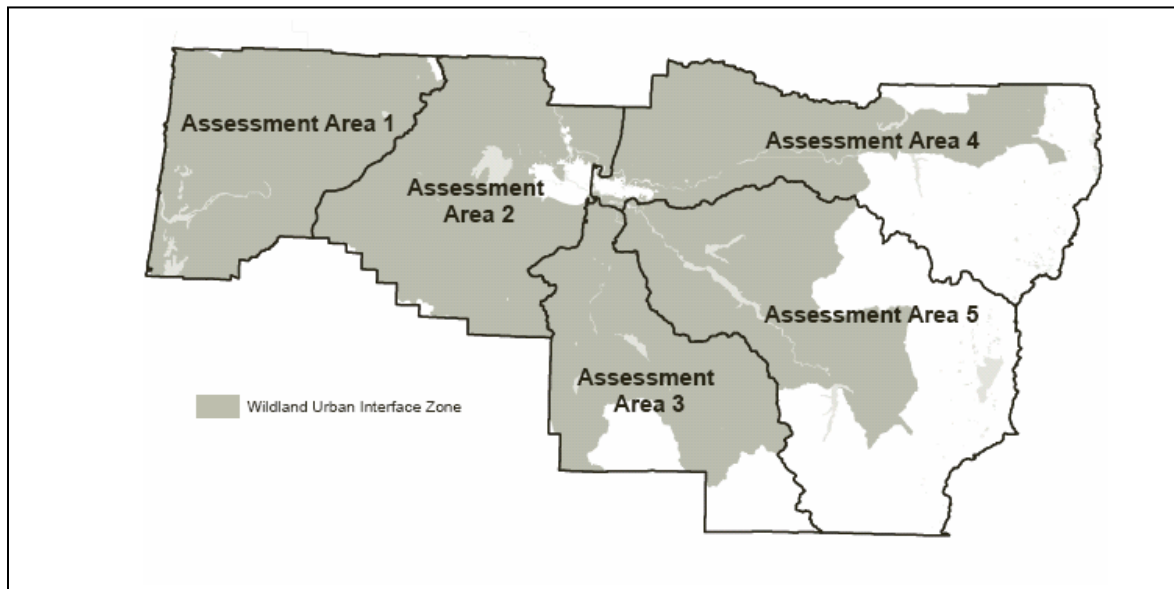 Assessment Area 1
Assessment Area 4
Assessment
Area 2
Assessment Area 5
Assessment
Area 3
Wildland Urban Interface Zone